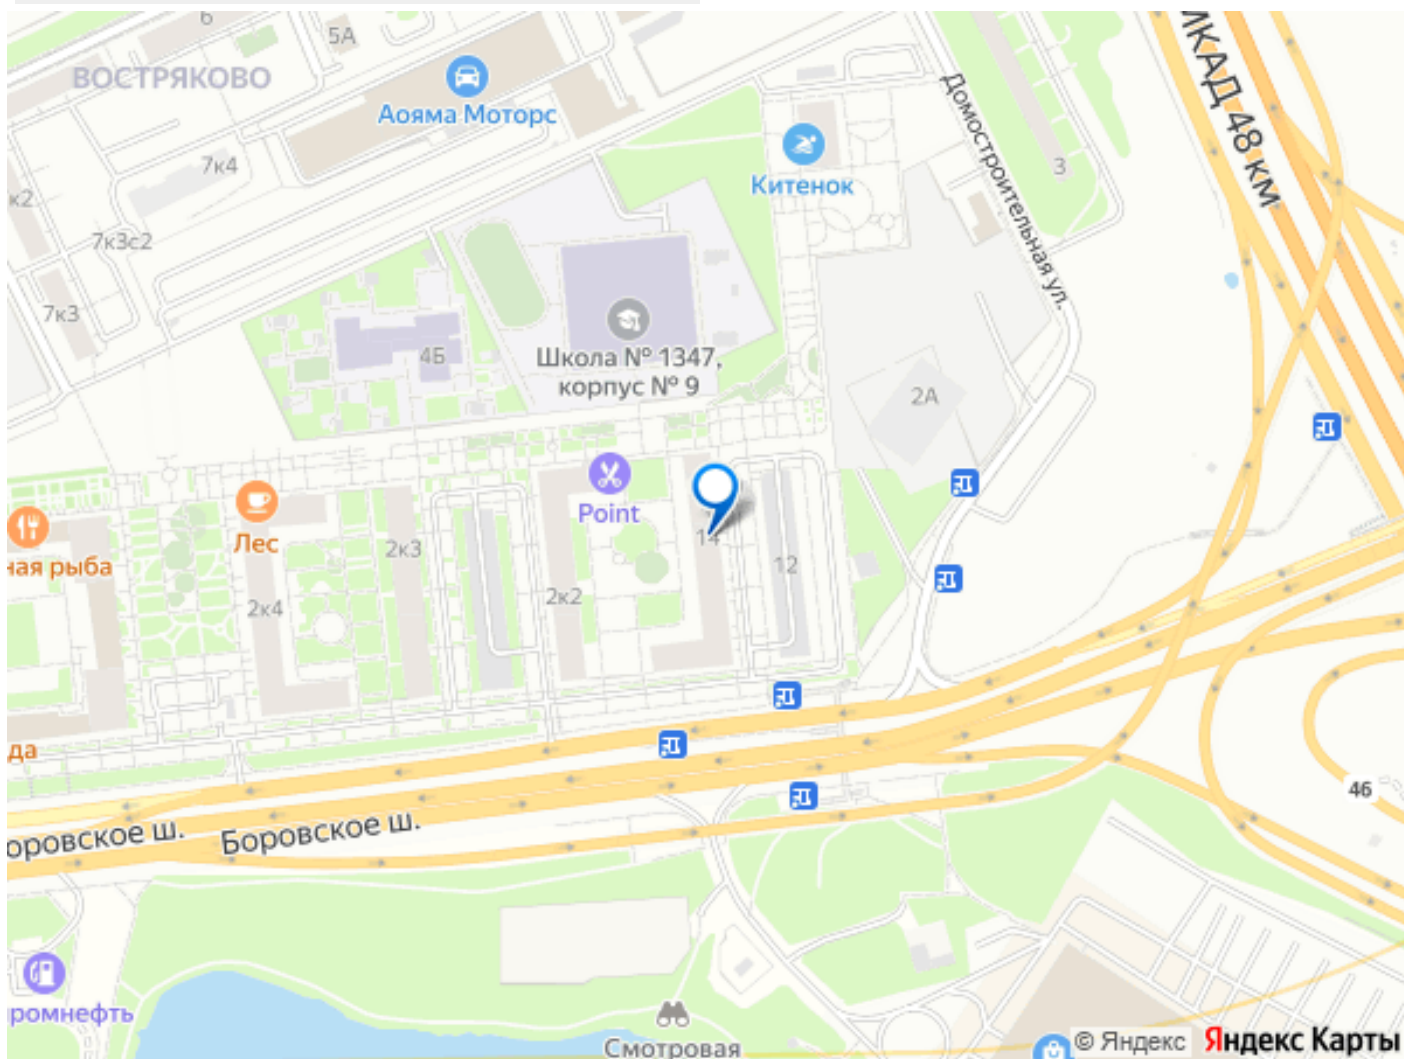 6
5А
ВОСТРЯКОВО
Аояма Моторс
МКАД 48 км
Домостроительная ул.
7к4
3
Китенок
к2
7к3с2
7к3
4Б
Школа № 1347,
корпус № 9
2А
Point
Лес
ная рыба
2к3
14
12
2к4
2к2
да
46
Боровское ш.
оровское ш.
ромнефть
Смотровая
© Яндекс
Яндекс Карты